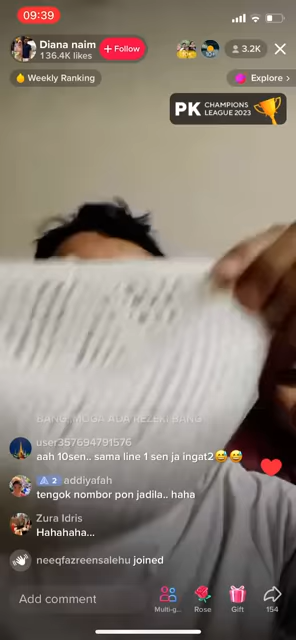 09:39
Diana naim
136.4K likes
+ Follow
3.2K
Weekly Ranking
Explore >
PK CHAMPIONS
LEAGUE 2023
BANG, MOGA ADA REZEKI BANG
user357694791576
aah 10sen.. sama line 1 sen ja ingat2😅😅
2 addiyafah
tengok nombor pon jadila.. haha
Zura Idris
Hahahaha...
neeqfazreensalehu joined
Add comment
Multi-g...
Rose
Gift
154